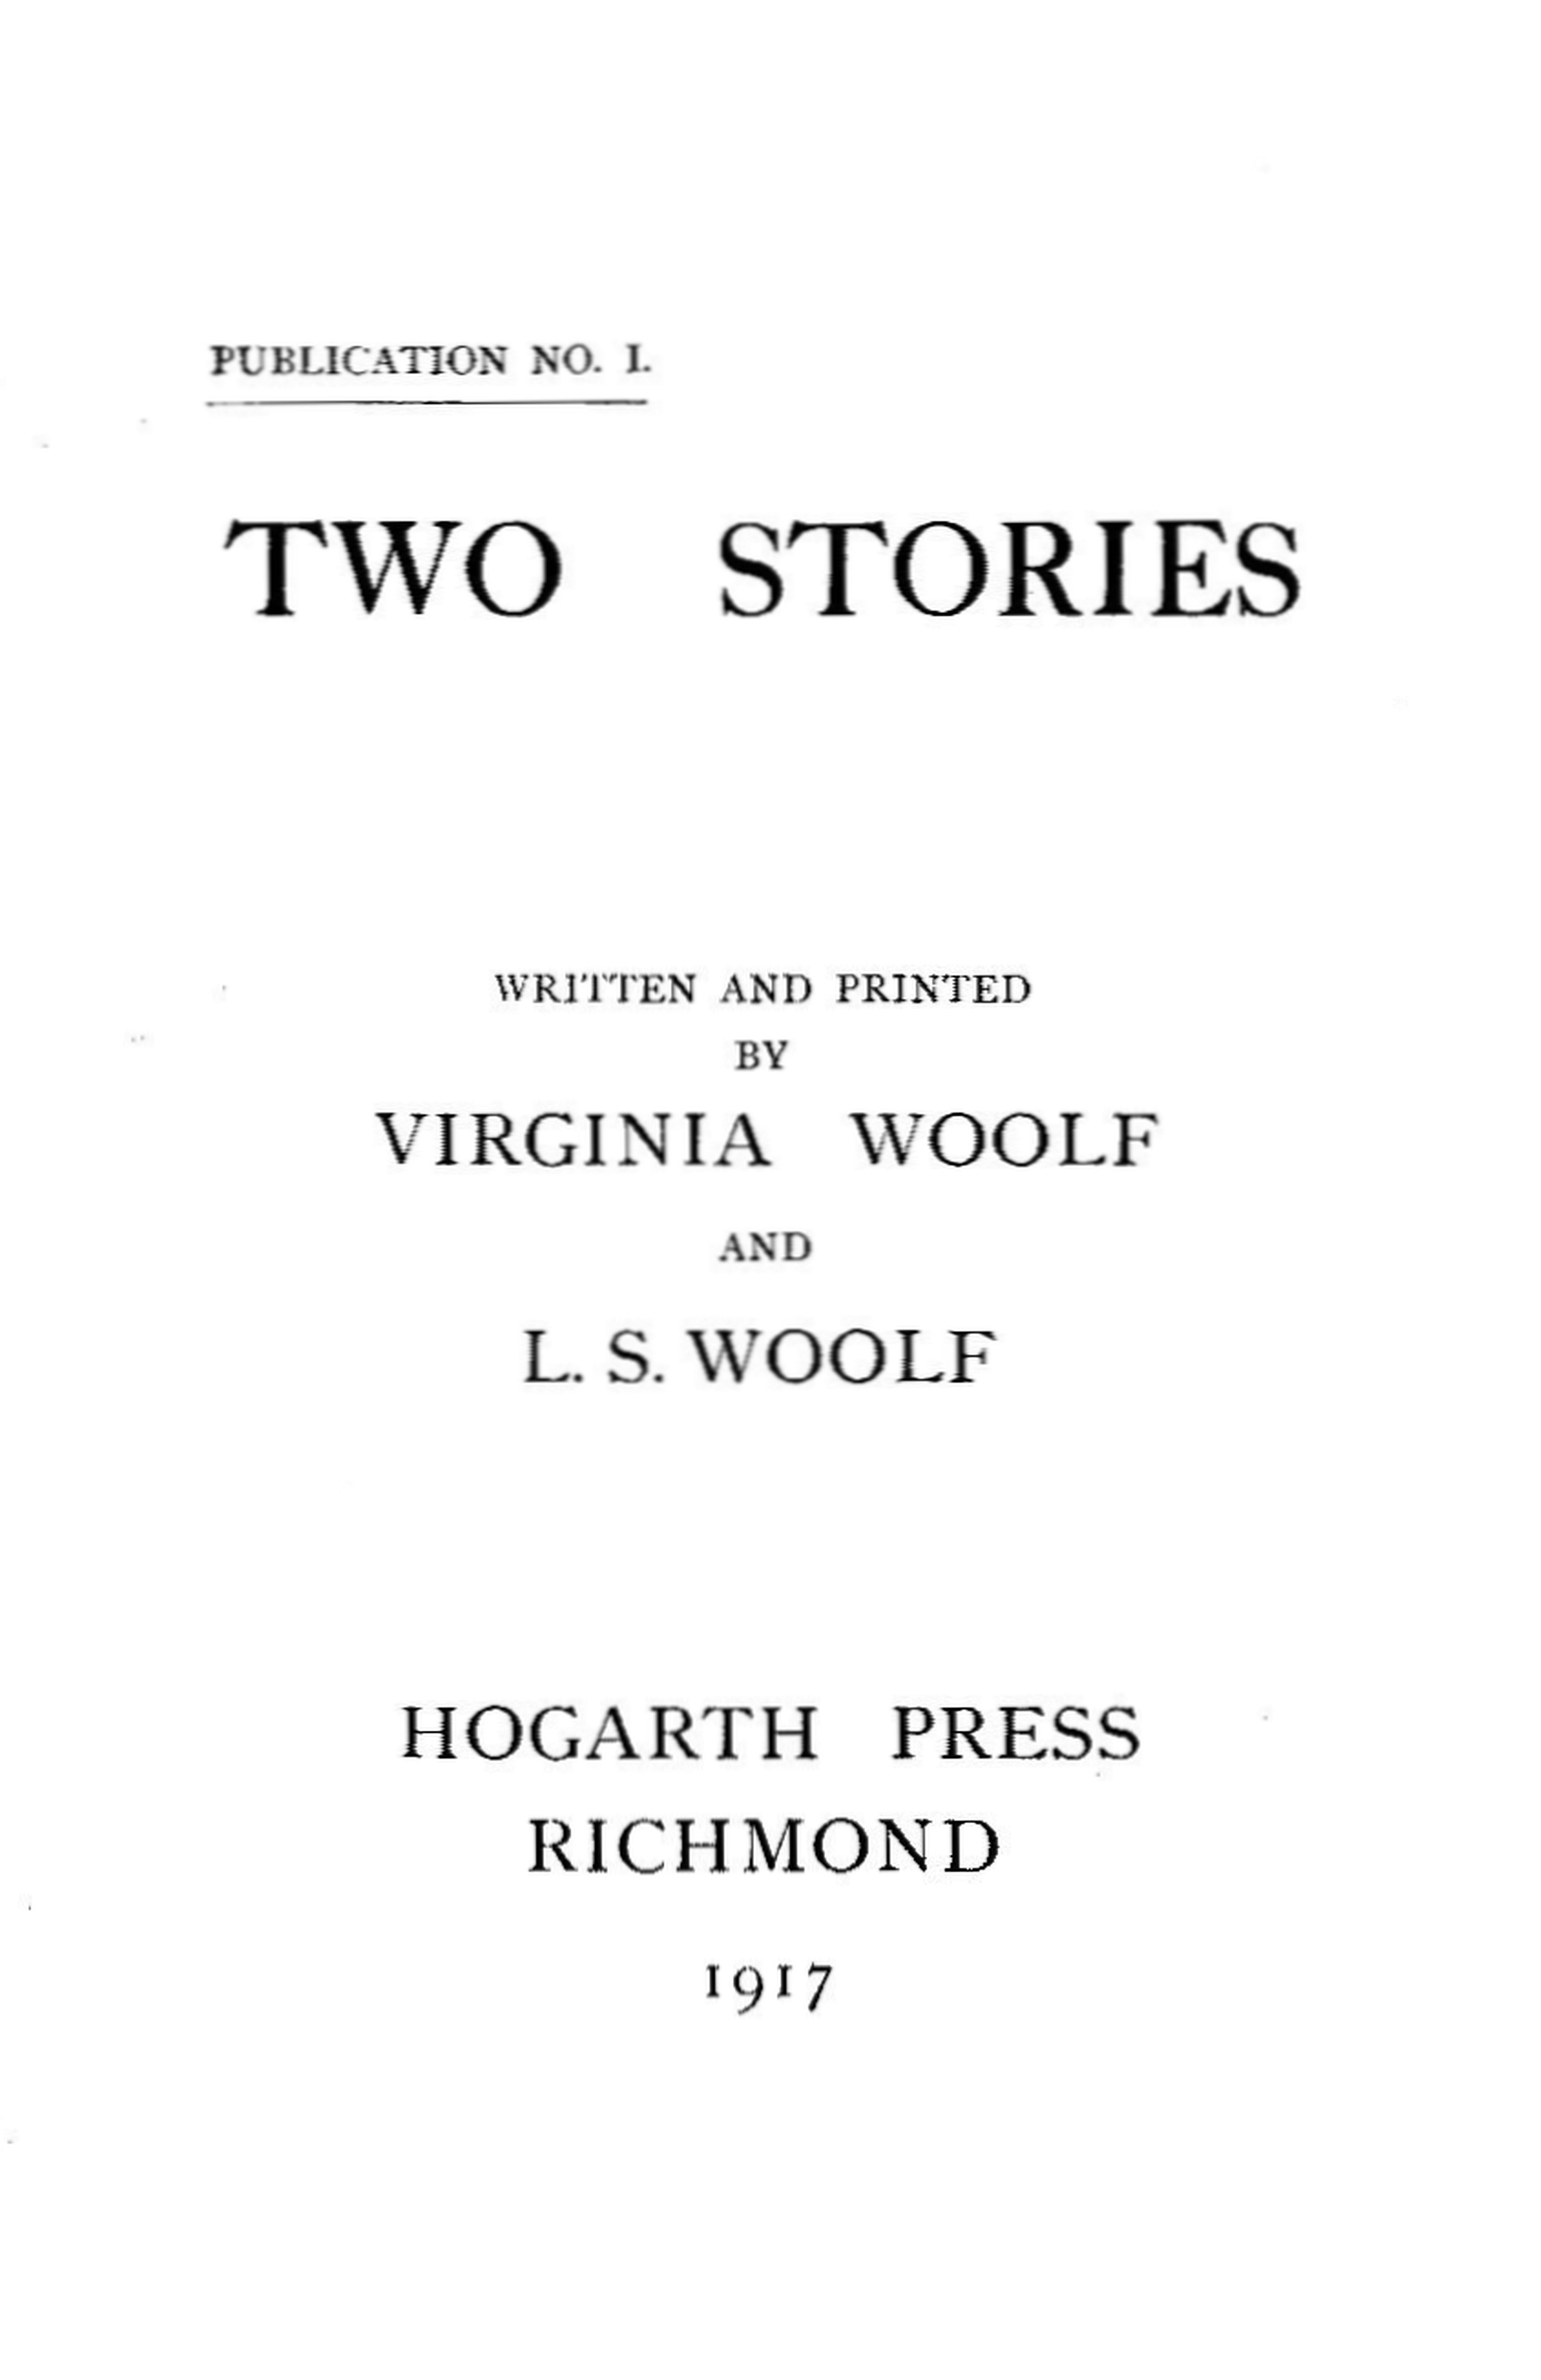 PUBLICATION NO. I.
TWO STORIES
WRITTEN AND PRINTED
BY
VIRGINIA WOOLF
AND
L. S. WOOLF
HOGARTH PRESS
RICHMOND
1917